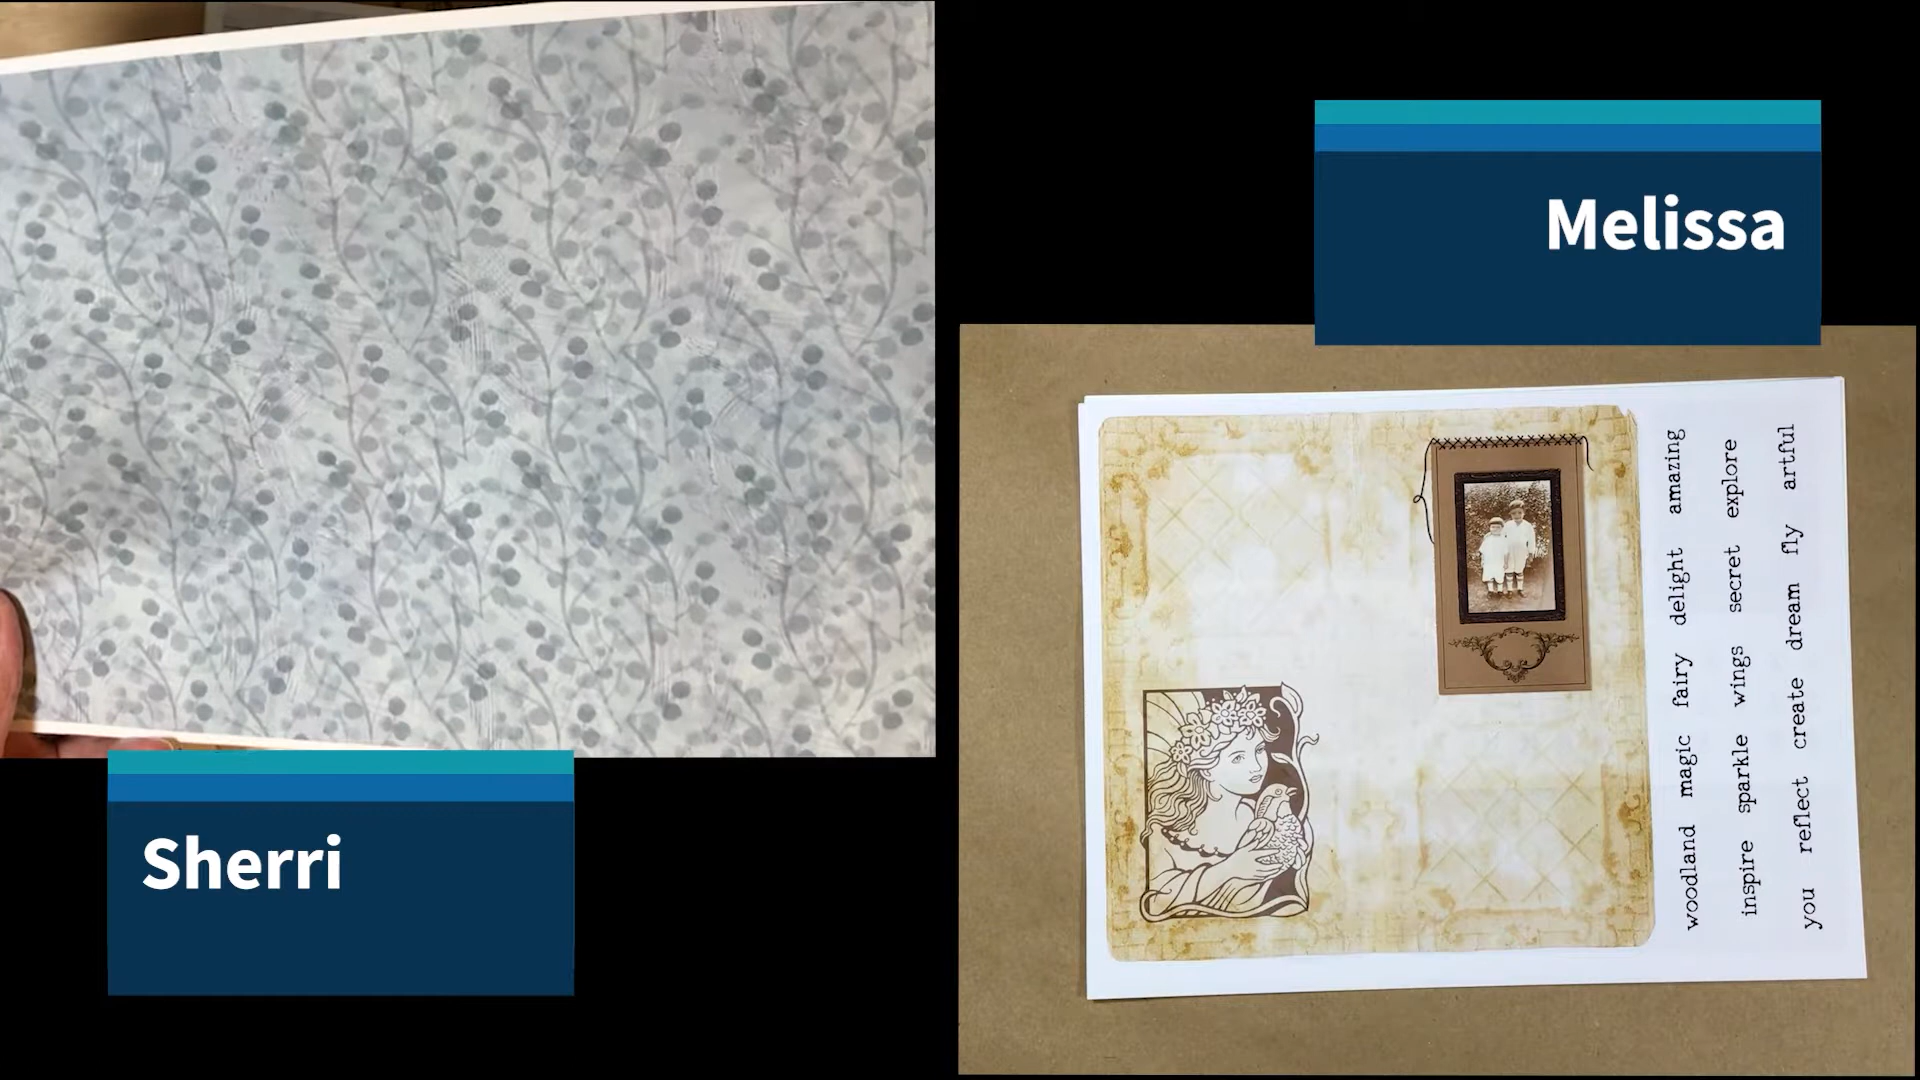 Melissa
Sherri
woodland magic fairy delight amazing
inspire sparkle wings secret explore
you reflect create dream fly artful